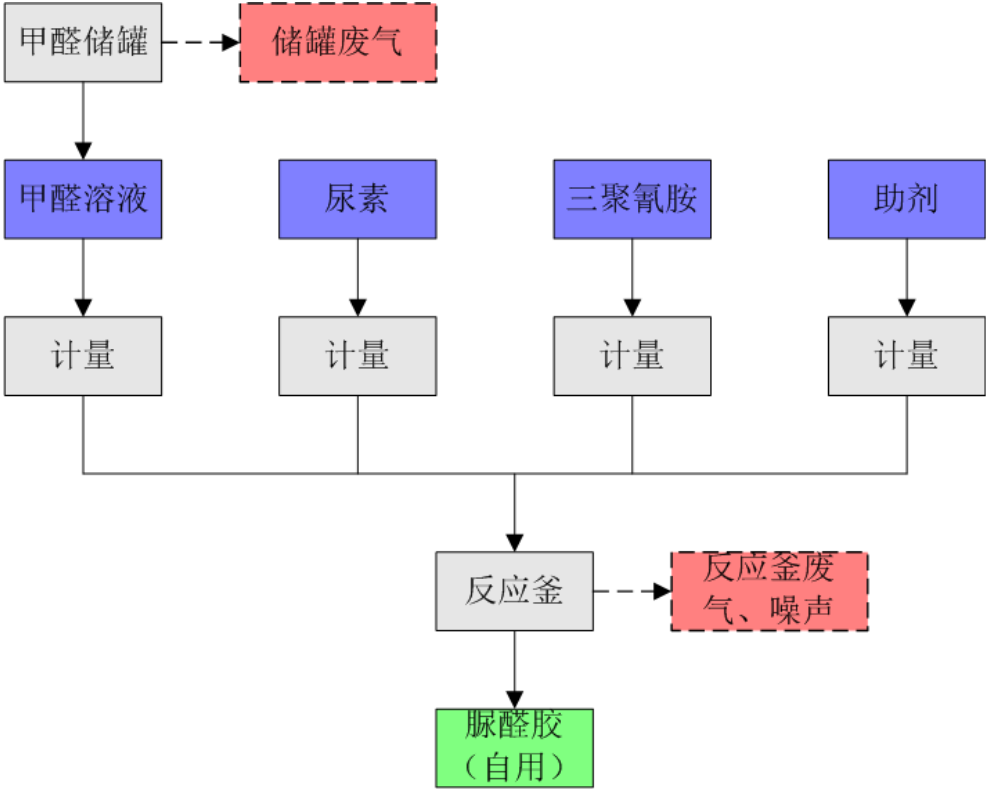 甲醛储罐
储罐废气
甲醛溶液
尿素
三聚氰胺
助剂
计量
计量
计量
计量
反应釜
反应釜废
气、噪声
脲醛胶
（自用）